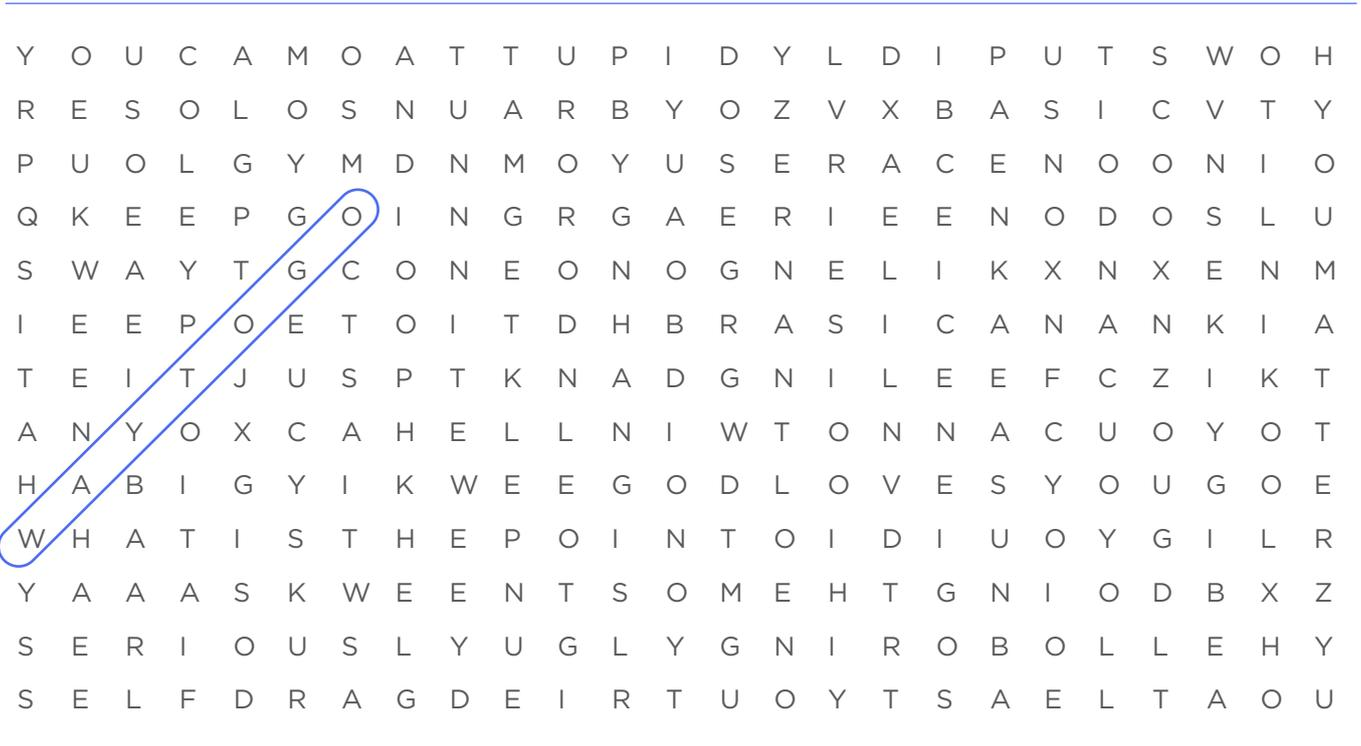 Y O U C A M O A T T U P I D Y L D I P U T S W O H
R E S O L O S N U A R B Y O Z V X B A S I C V T Y
P U O L G Y M D N M O Y U S E R A C E N O O N I O
Q K E E P G O I N G R G A E R I E E N O D O S L U
S W A Y T G C O N E O N O G N E L I K X N X E N M
I E E P O E T O I T D H B R A S I C A N A N K I A
T E I T J U S P T K N A D G N I L E E F C Z I K T
A N Y O X C A H E L L N I W T O N N A C U O Y O T
H A B I G Y I K W E E G O D L O V E S Y O U G O E
W H A T I S T H E P O I N T O I D I U O Y G I L R
Y A A A S K W E E N T S O M E H T G N I O D B X Z
S E R I O U S L Y U G L Y G N I R O B O L L E H Y
S E L F D R A G D E I R T U O Y T S A E L T A O U